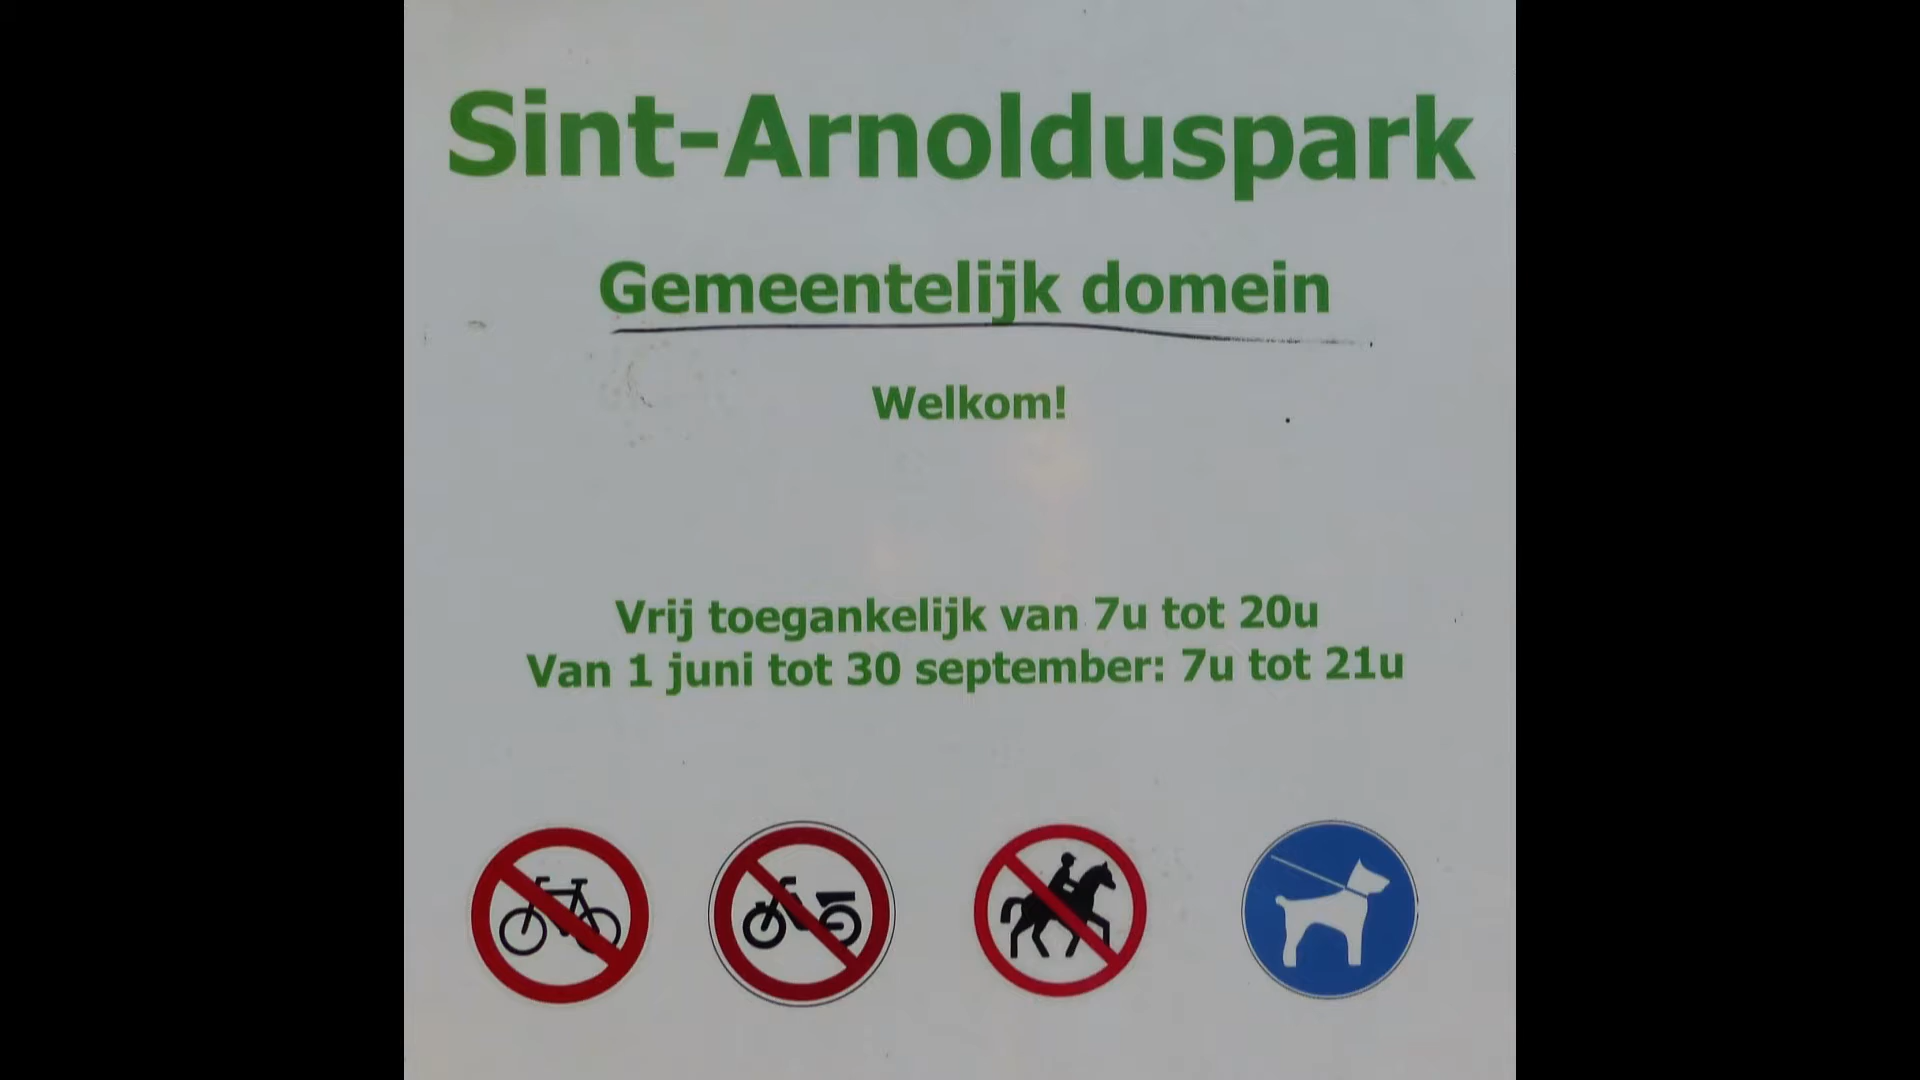 Sint-Arnolduspark
Gemeentelijk domein
Welkom!
Vrij toegankelijk van 7u tot 20u
Van 1 juni tot 30 september: 7u tot 21u